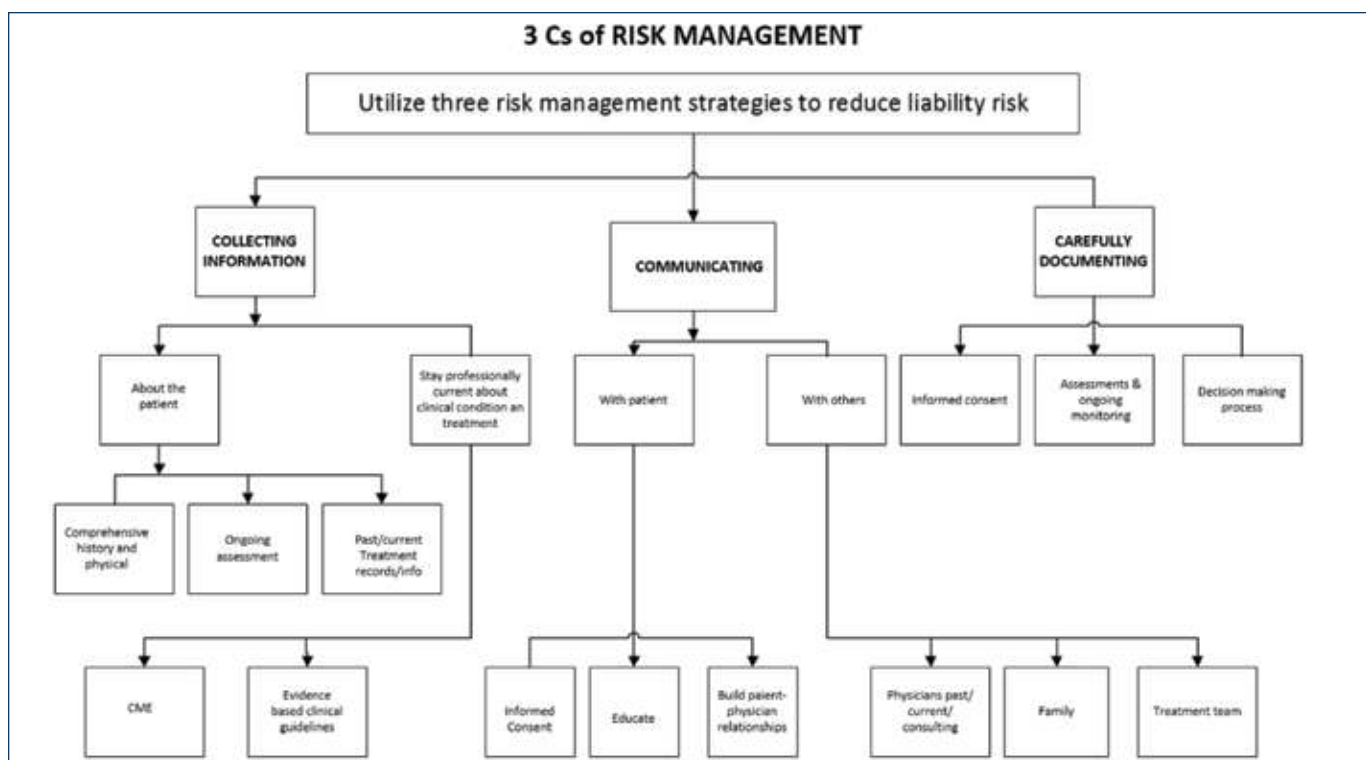 3 Cs of RISK MANAGEMENT
Utilize three risk management strategies to reduce liability risk
COLLECTING
INFORMATION
COMMUNICATING
CAREFULLY
DOCUMENTING
About the
patient
Stay professionally
current about
clinical condition an
treatment
With patient
With others
Informed consent
Assessments &
ongoing
monitoring
Decision making
process
Comprehensive
history and
physical
Ongoing
assessment
Past/current
Treatment
records/info
CME
Evidence
based clinical
guidelines
Informed
Consent
Educate
Build paient-
physician
relationships
Physicians past/
current/
consulting
Family
Treatment team